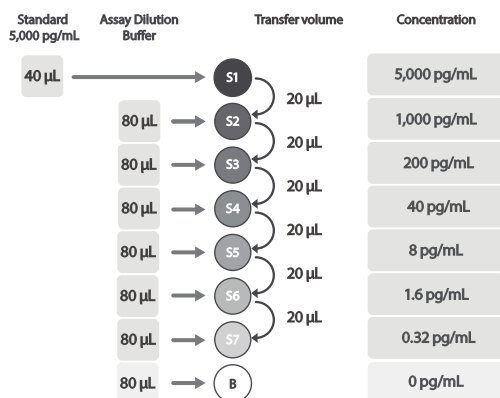 Standard
5,000 pg/mL
Assay Dilution
Buffer
Transfer volume
Concentration
40 µL
S1
5,000 pg/mL
20 µL
80 µL
S2
1,000 pg/mL
20 µL
80 µL
S3
200 pg/mL
20 µL
80 µL
S4
40 pg/mL
20 µL
80 µL
S5
8 pg/mL
20 µL
80 µL
S6
1.6 pg/mL
20 µL
80 µL
S7
0.32 pg/mL
80 µL
B
0 pg/mL